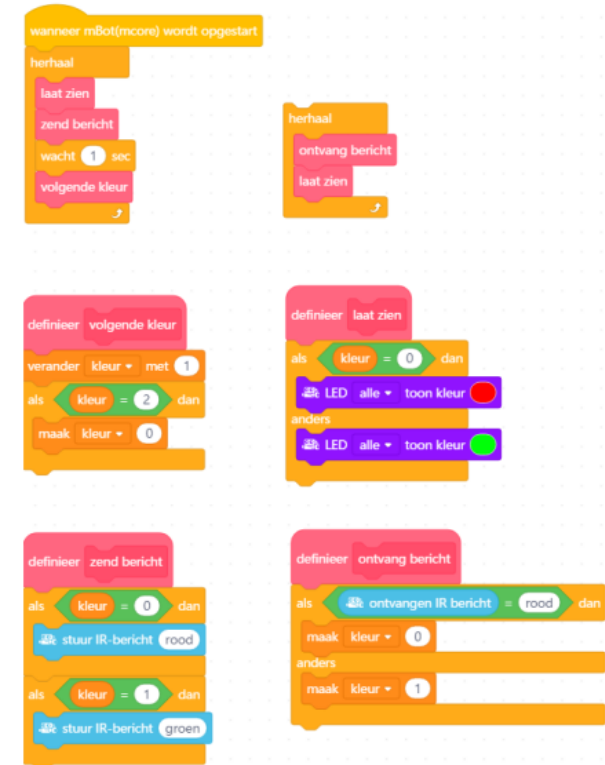 wanneer mBot(mcore) wordt opgestart
herhaal
laat zien
zend bericht
wacht 1 sec
volgende kleur
herhaal
ontvang bericht
laat zien
definieer volgende kleur
verander kleur met 1
als kleur = 2 dan
maak kleur 0
definieer laat zien
als kleur = 0 dan
LED alle toon kleur
anders
LED alle toon kleur
definieer zend bericht
als kleur = 0 dan
stuur IR-bericht rood
als kleur = 1 dan
stuur IR-bericht groen
definieer ontvang bericht
als ontvangen IR bericht = rood dan
maak kleur 0
anders
maak kleur 1